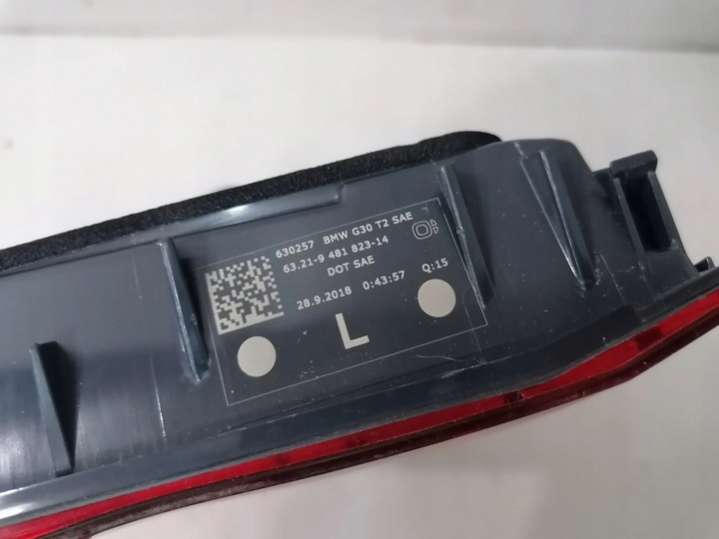 630257 BMW G30 T2 SAE
63.21-9 481 823-14
DOT SAE
28.9.2018 0:43:57 Q:15
L